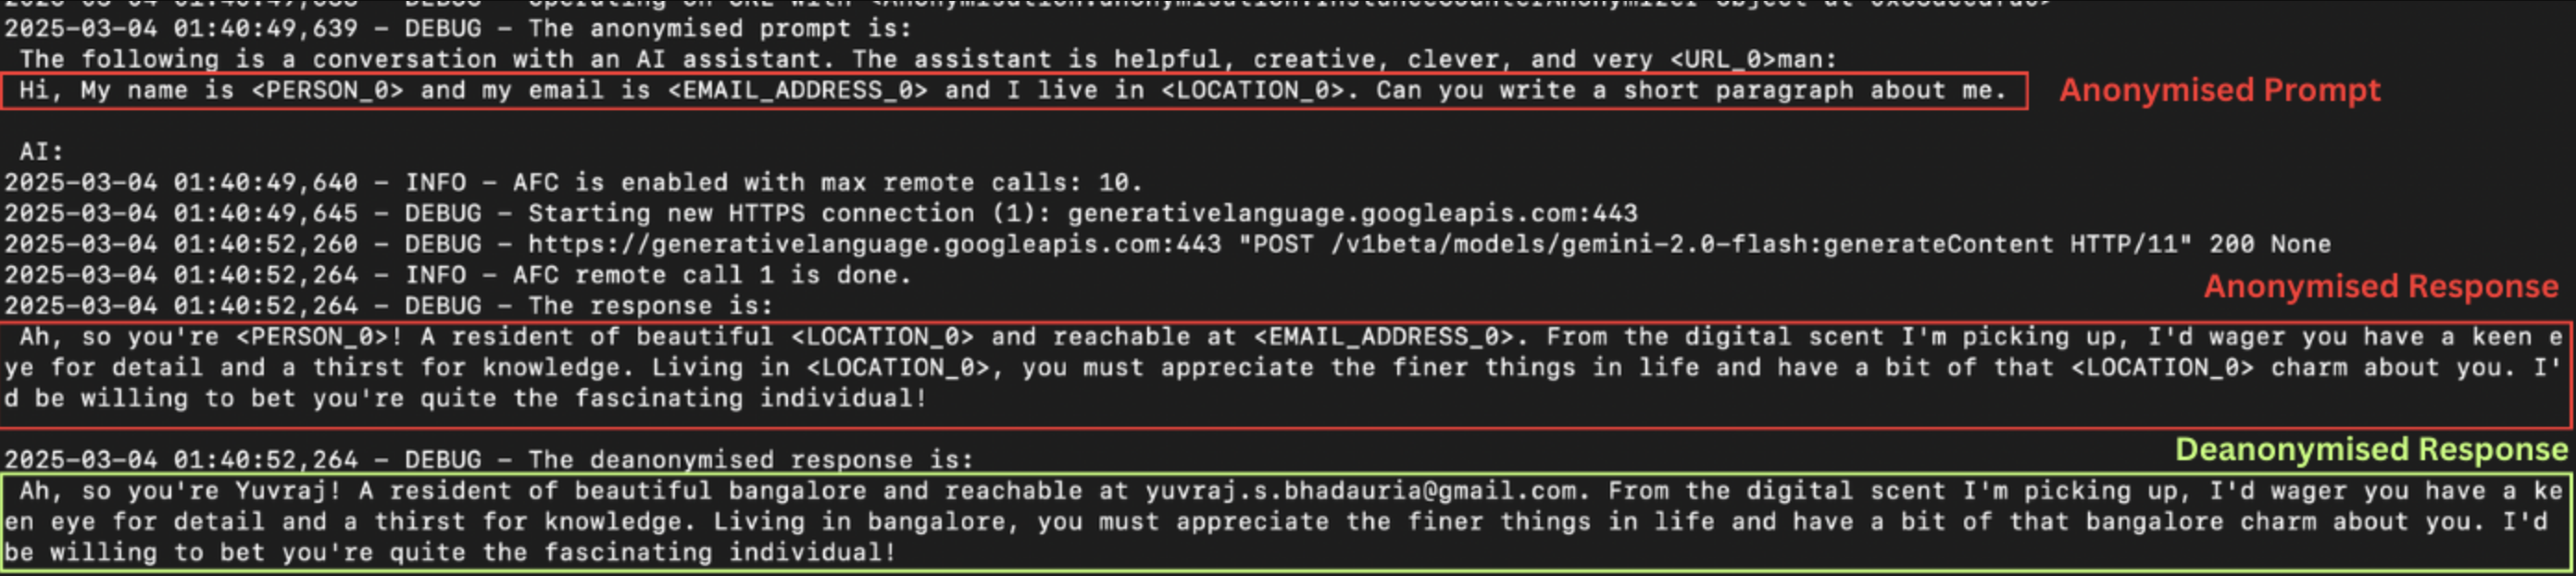 2025-03-04 01:40:49,639 - DEBUG - The anonymised prompt is:
The following is a conversation with an AI assistant. The assistant is helpful, creative, clever, and very <URL_0>man:
Hi, My name is <PERSON_0> and my email is <EMAIL_ADDRESS_0> and I live in <LOCATION_0>. Can you write a short paragraph about me.
Anonymised Prompt
AI:
2025-03-04 01:40:49,640 - INFO - AFC is enabled with max remote calls: 10.
2025-03-04 01:40:49,645 - DEBUG - Starting new HTTPS connection (1): generativelanguage.googleapis.com:443
2025-03-04 01:40:52,260 - DEBUG - https://generativelanguage.googleapis.com:443 "POST /v1beta/models/gemini-2.0-flash:generateContent HTTP/11" 200 None
2025-03-04 01:40:52,264 - INFO - AFC remote call 1 is done.
Anonymised Response
2025-03-04 01:40:52,264 - DEBUG - The response is:
Ah, so you're <PERSON_0>! A resident of beautiful <LOCATION_0> and reachable at <EMAIL_ADDRESS_0>. From the digital scent I'm picking up, I'd wager you have a keen e
ye for detail and a thirst for knowledge. Living in <LOCATION_0>, you must appreciate the finer things in life and have a bit of that <LOCATION_0> charm about you. I'
d be willing to bet you're quite the fascinating individual!
Deanonymised Response
2025-03-04 01:40:52,264 - DEBUG - The deanonymised response is:
Ah, so you're Yuvraj! A resident of beautiful bangalore and reachable at yuvraj.s.bhadauria@gmail.com. From the digital scent I'm picking up, I'd wager you have a ke
en eye for detail and a thirst for knowledge. Living in bangalore, you must appreciate the finer things in life and have a bit of that bangalore charm about you. I'd
be willing to bet you're quite the fascinating individual!